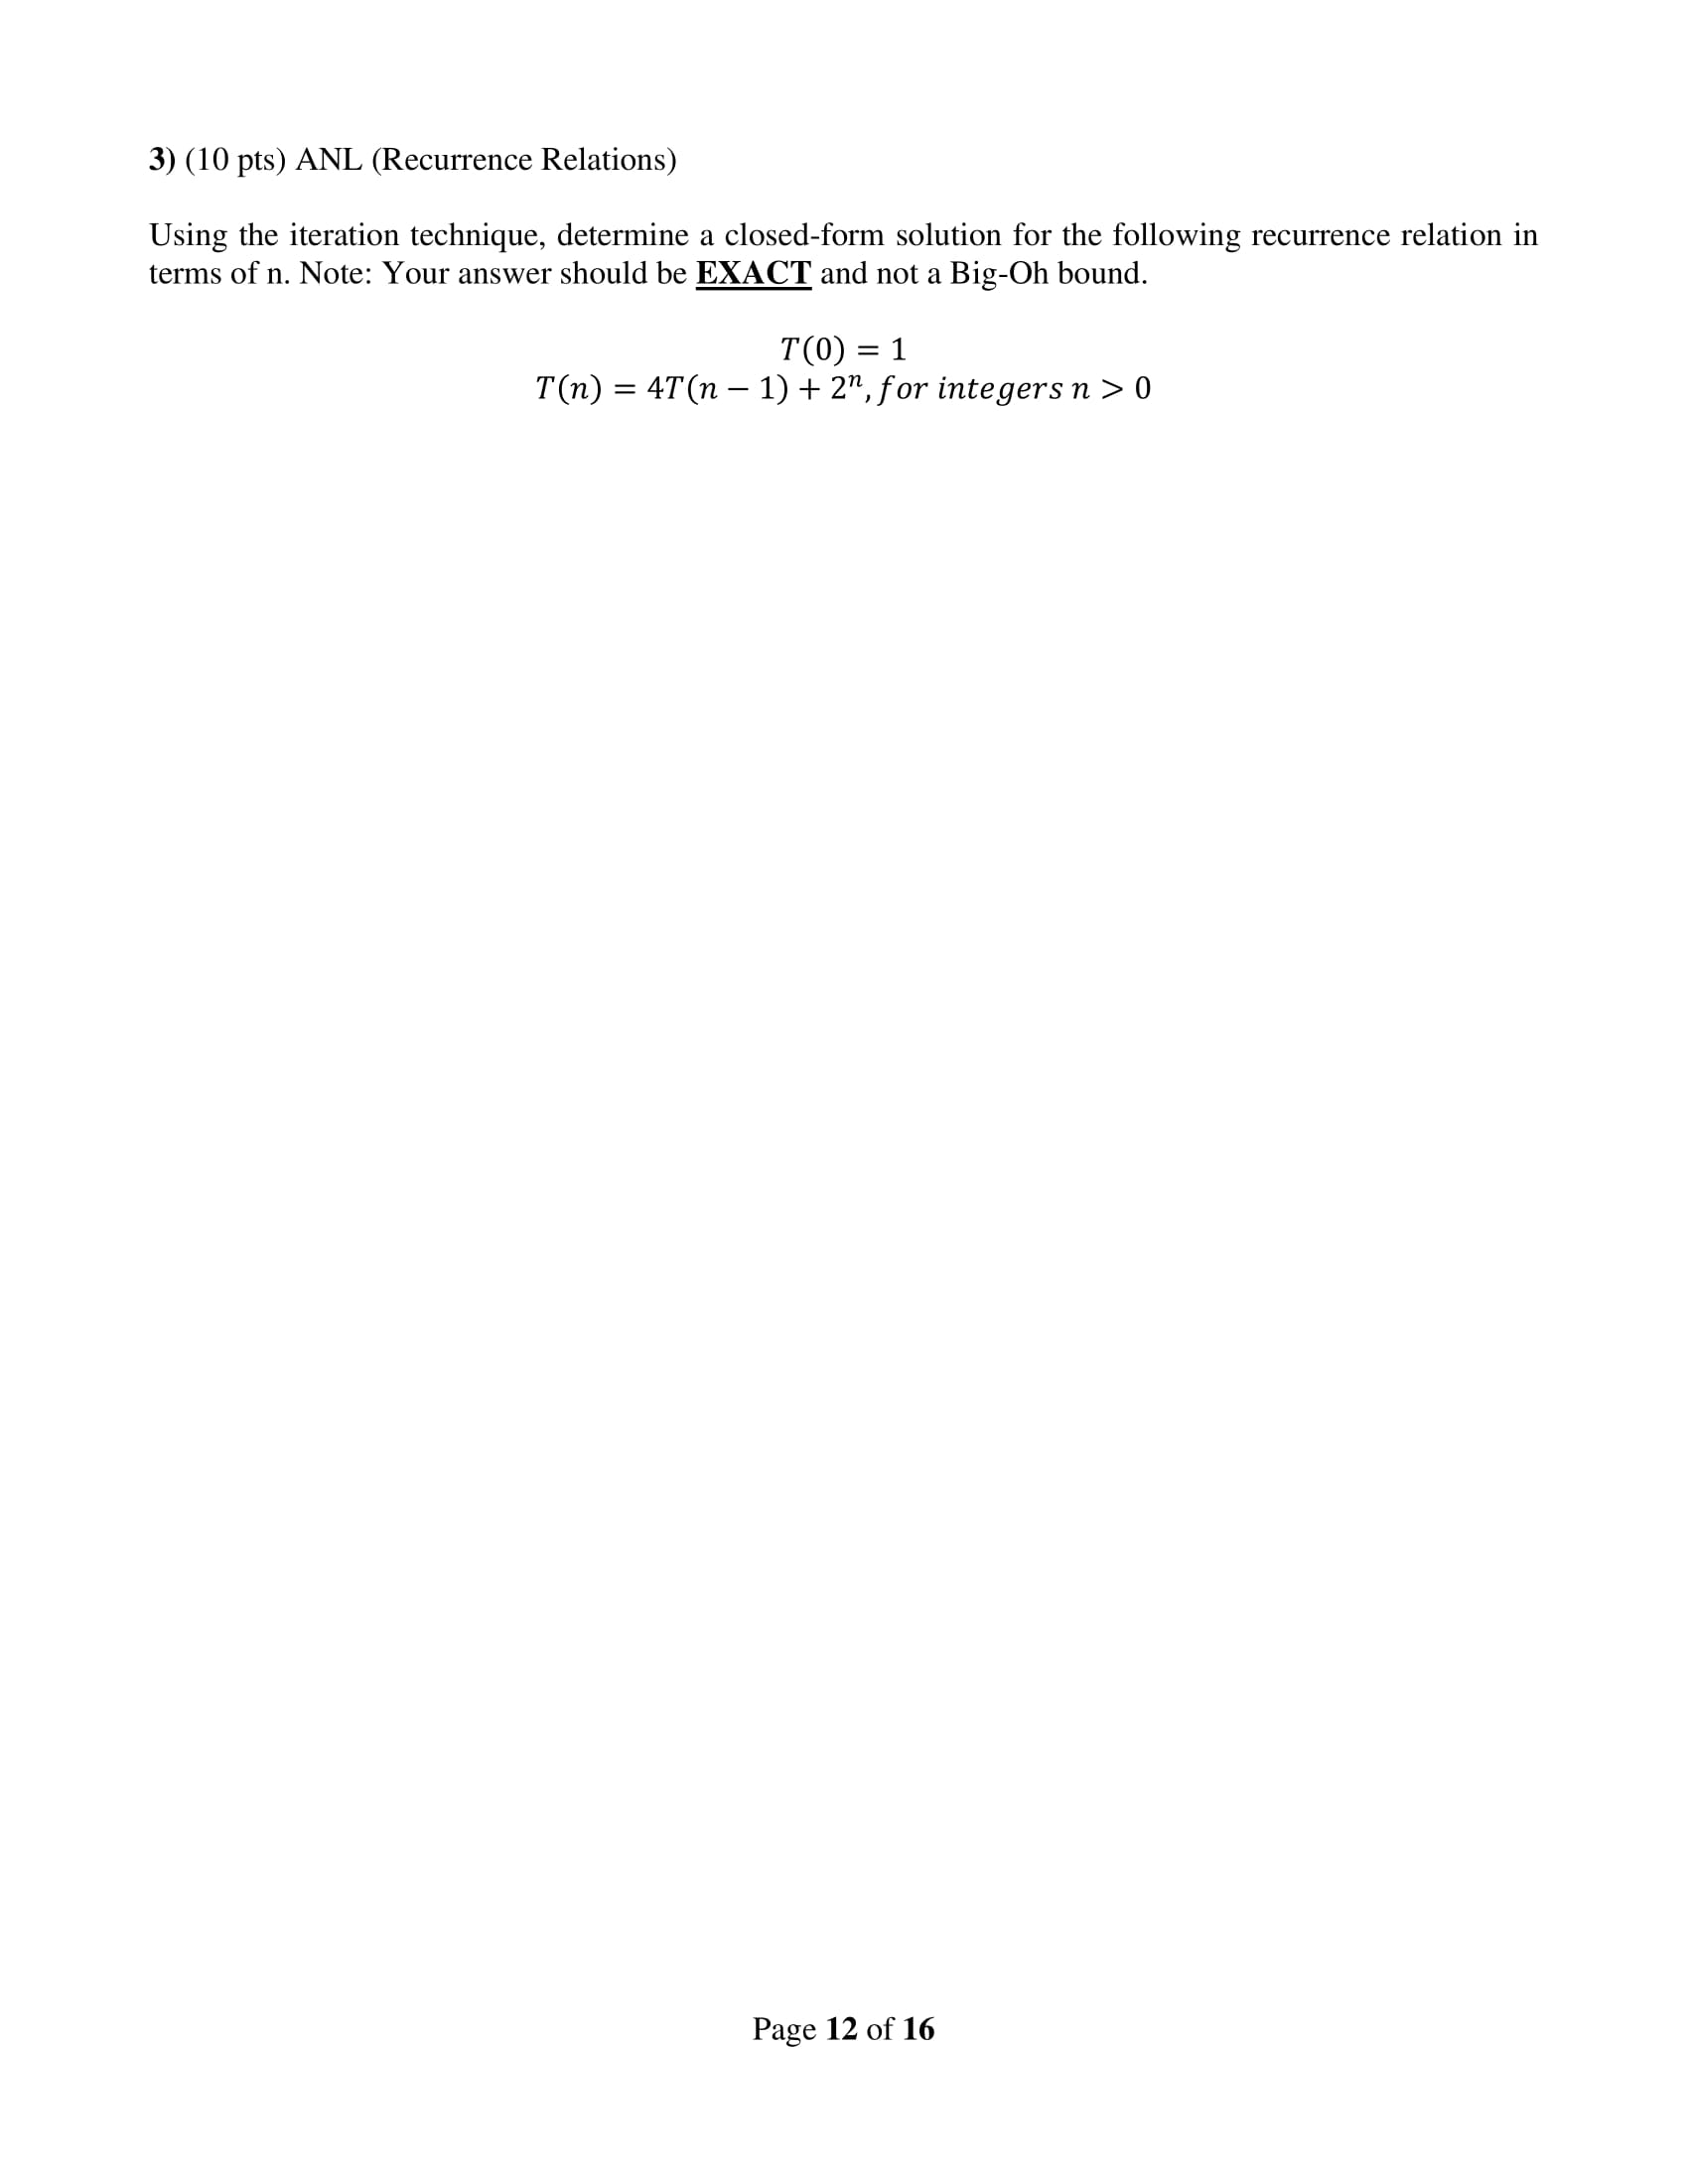 3) (10 pts) ANL (Recurrence Relations)
Using the iteration technique, determine a closed-form solution for the following recurrence relation in
terms of n. Note: Your answer should be EXACT and not a Big-Oh bound.
T(0) = 1
T(n) = 4T(n − 1) + 2ⁿ, for integers n > 0
Page 12 of 16